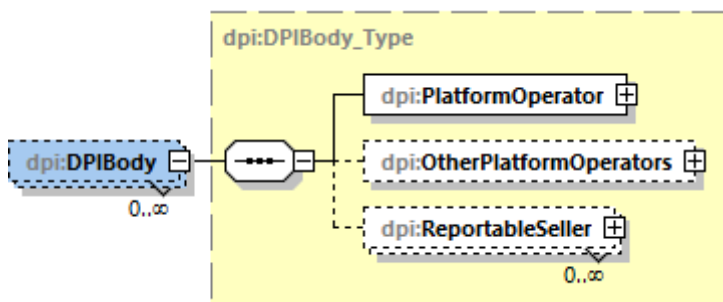 dpi:DPIBody_Type
dpi:PlatformOperator
dpi:DPIBody
0..∞
dpi:OtherPlatformOperators
dpi:ReportableSeller
0..∞